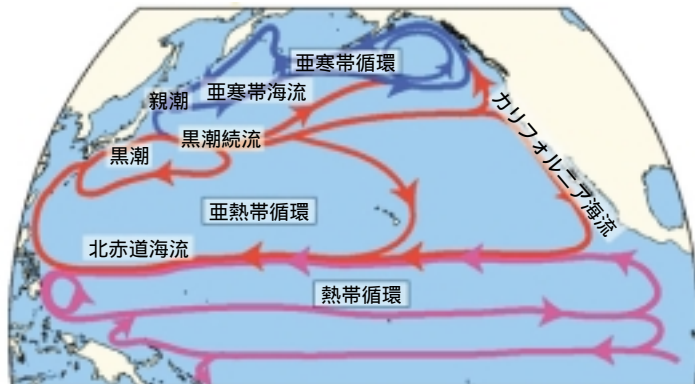 亜寒帯循環
亜寒帯海流
親潮
黒潮続流
黒潮
カリフォルニア海流
亜熱帯循環
北赤道海流
熱帯循環